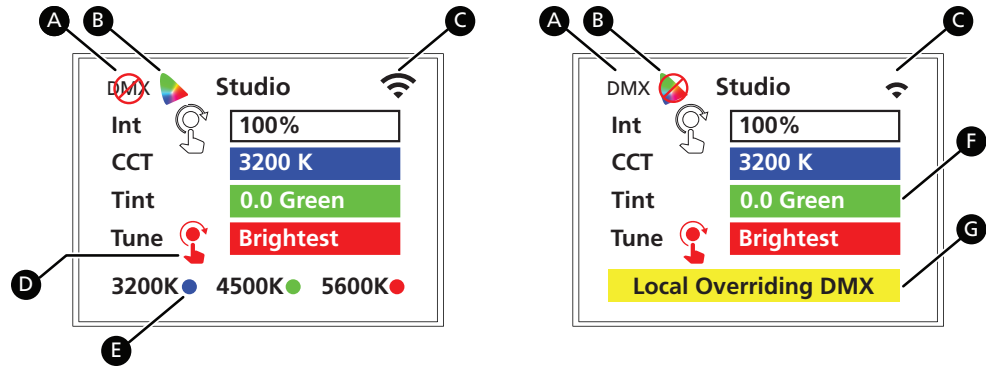 A B C
DMX Studio
Int 100%
CCT 3200 K
Tint 0.0 Green
Tune Brightest
D
3200K 4500K 5600K
E
A B C
DMX Studio
Int 100%
CCT 3200 K
F
Tint 0.0 Green
Tune Brightest
G
Local Overriding DMX